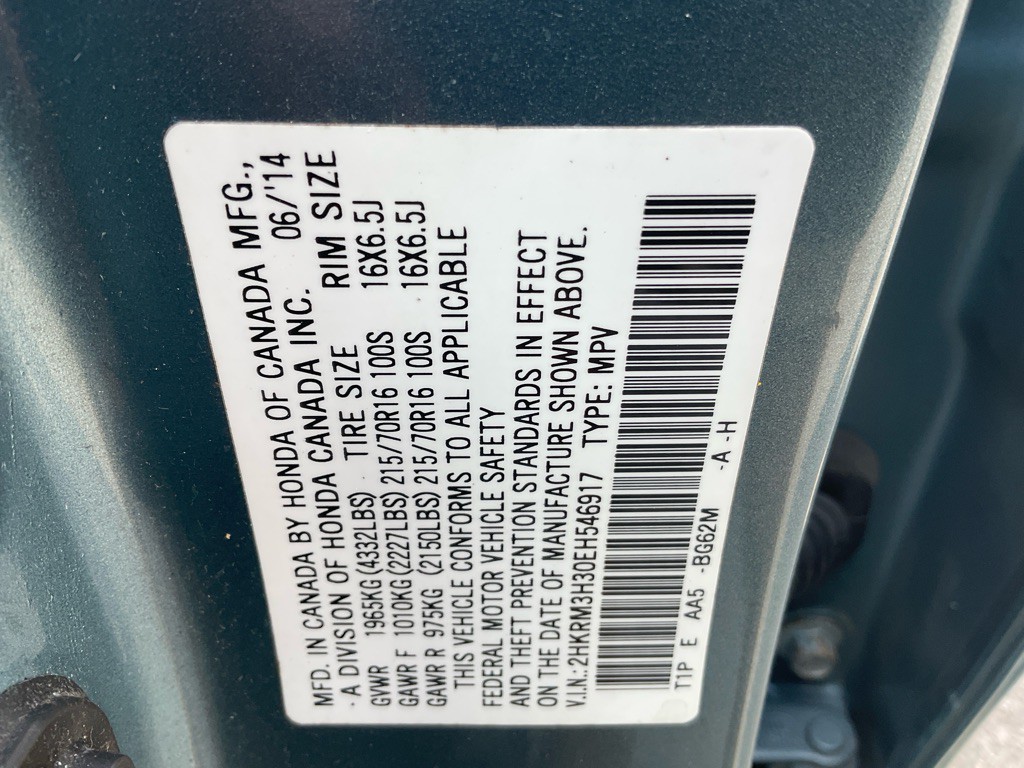 MFD. IN CANADA BY HONDA OF CANADA MFG.,
-A DIVISION OF HONDA CANADA INC. 06/'14
GVWR 1965KG (4332LBS) TIRE SIZE RIM SIZE
GAWR F 1010KG (2227LBS) 215/70R16 100S 16X6.5J
GAWR R 975KG (2150LBS) 215/70R16 100S 16X6.5J
THIS VEHICLE CONFORMS TO ALL APPLICABLE
FEDERAL MOTOR VEHICLE SAFETY
AND THEFT PREVENTION STANDARDS IN EFFECT
ON THE DATE OF MANUFACTURE SHOWN ABOVE.
V.I.N.: 2HKRM3H30EH546917 TYPE: MPV
T1P E AA5 -BG62M -A - H